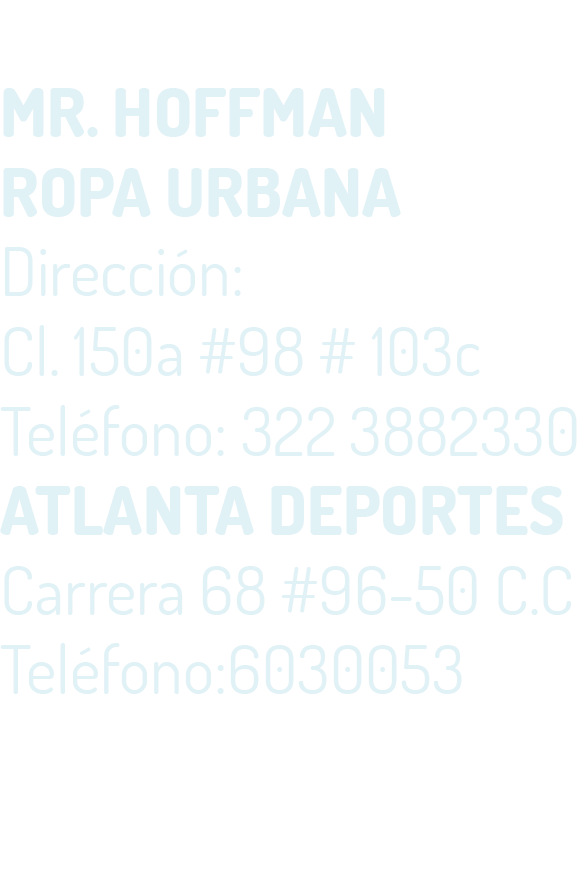 MR. HOFFMAN
ROPA URBANA
Dirección:
Cl. 150a #98 # 103c
Teléfono: 322 3882330
ATLANTA DEPORTES
Carrera 68 #96-50 C.C
Teléfono:6030053